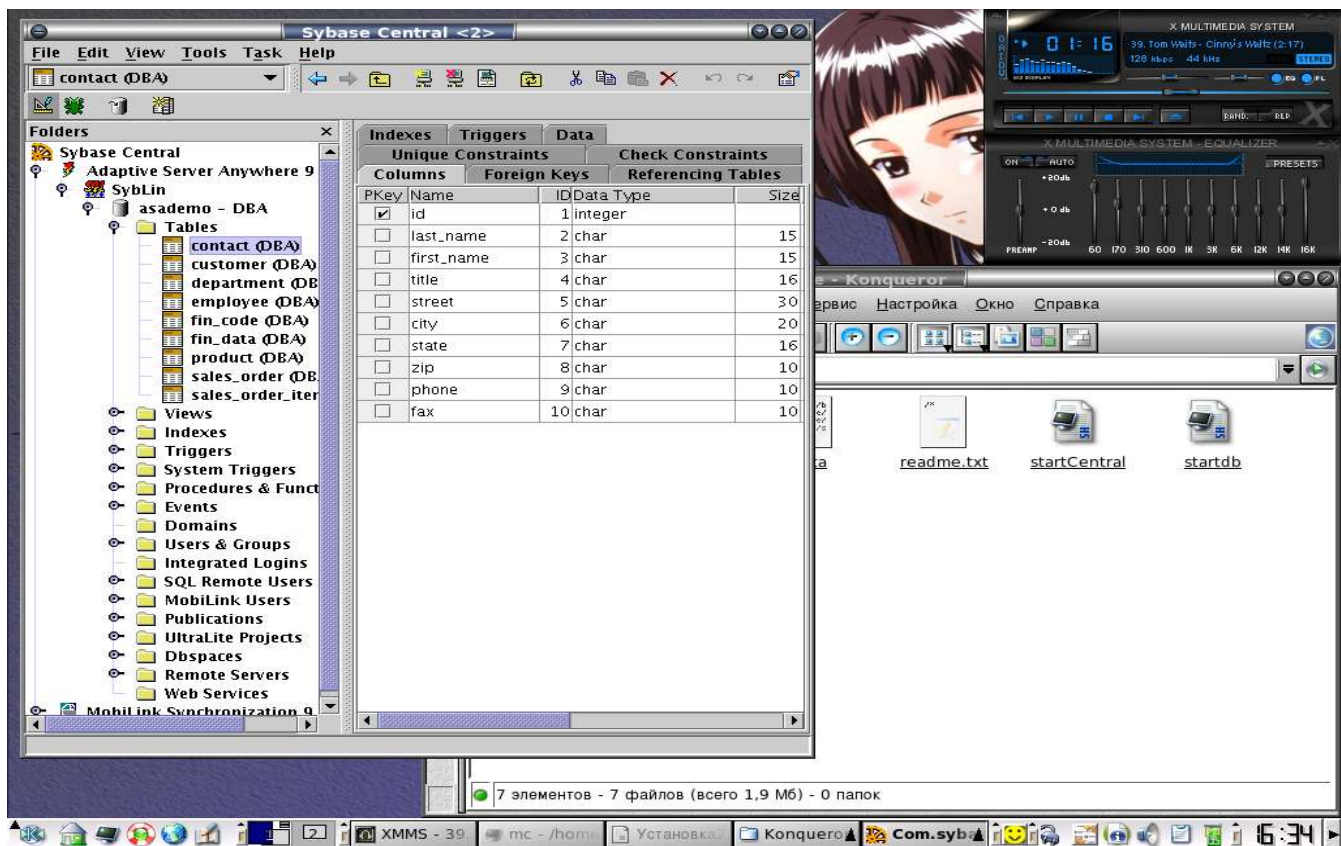 Sybase Central <2>
File Edit View Tools Task Help
contact (DBA)
Folders
Sybase Central
Adaptive Server Anywhere 9
SybLin
asademo - DBA
Tables
contact (DBA)
customer (DBA)
department (DB
employee (DBA)
fin_code (DBA)
fin_data (DBA)
product (DBA)
sales_order (DB.
sales_order_iter
Views
Indexes
Triggers
System Triggers
Procedures & Funct
Events
Domains
Users & Groups
Integrated Logins
SQL Remote Users
MobiLink Users
Publications
UltraLite Projects
Dbspaces
Remote Servers
Web Services
MobiLink Synchronization 9
Indexes Triggers Data
Unique Constraints Check Constraints
Columns Foreign Keys Referencing Tables
PKey Name ID Data Type Size
id 1 integer
last_name 2 char 15
first_name 3 char 15
title 4 char 16
street 5 char 30
city 6 char 20
state 7 char 16
zip 8 char 10
phone 9 char 10
fax 10 char 10
X MULTIMEDIA SYSTEM
01:16
39. Tom Waits - Cinny's Waltz (2:17)
128 kbps 44 kHz
STEREO
EQ PL
RAND. REP
X MULTIMEDIA SYSTEM - EQUALIZER
ON AUTO PRESETS
+20db
+0 db
-20db
PREAMP 60 170 310 600 1K 3K 6K 12K 14K 16K
e - Konqueror
ервис Настройка Окно Справка
readme.txt startCentral startdb
7 элементов - 7 файлов (всего 1,9 Мб) - 0 папок
1 2 XMMS - 39 mc - /home Установка Konquero Com.syba 16:34